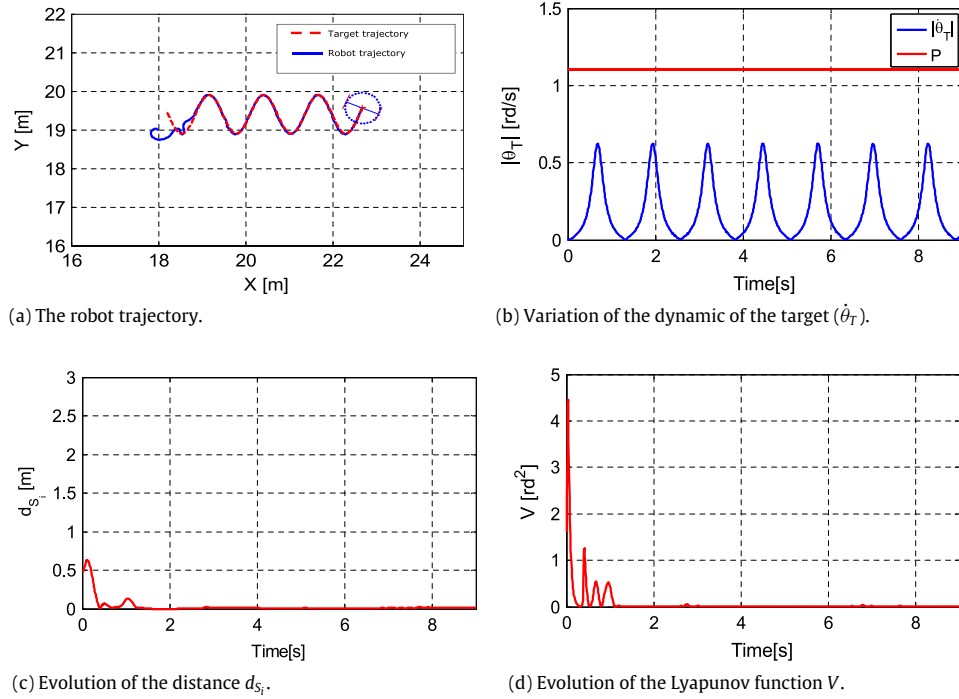 22
21
20
19
18
17
16
16 18 20 22 24
Y [m]
X [m]
Target trajectory
Robot trajectory
(a) The robot trajectory.
1.5
1
0.5
0
0 2 4 6 8
|θ_T| [rd/s]
Time[s]
|θ̇_T|
P
(b) Variation of the dynamic of the target (θ̇_T).
3
2.5
2
1.5
1
0.5
0
0 2 4 6 8
d_{S_i} [m]
Time[s]
(c) Evolution of the distance d_{S_i}.
5
4
3
2
1
0
0 2 4 6 8
V [rd²]
Time[s]
(d) Evolution of the Lyapunov function V.